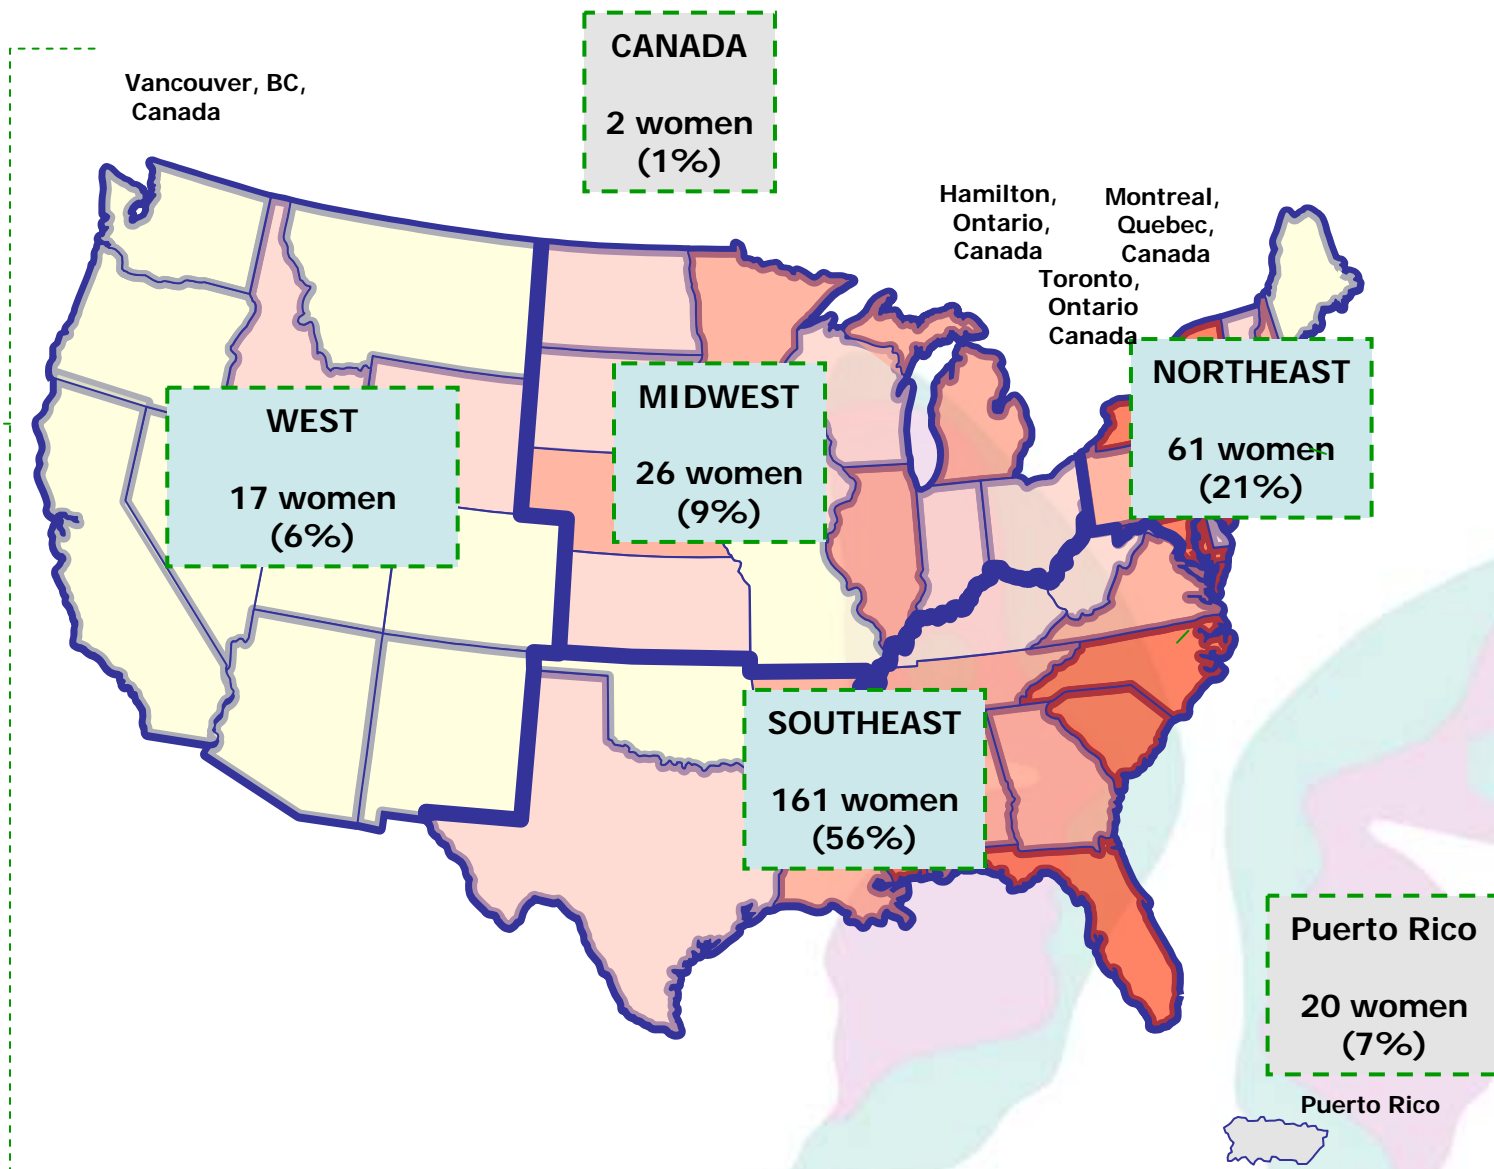 CANADA
2 women
(1%)
Vancouver, BC,
Canada
Hamilton,
Ontario,
Canada
Montreal,
Quebec,
Canada
Toronto,
Ontario
Canada
NORTHEAST
61 women
(21%)
MIDWEST
26 women
(9%)
WEST
17 women
(6%)
SOUTHEAST
161 women
(56%)
Puerto Rico
20 women
(7%)
Puerto Rico